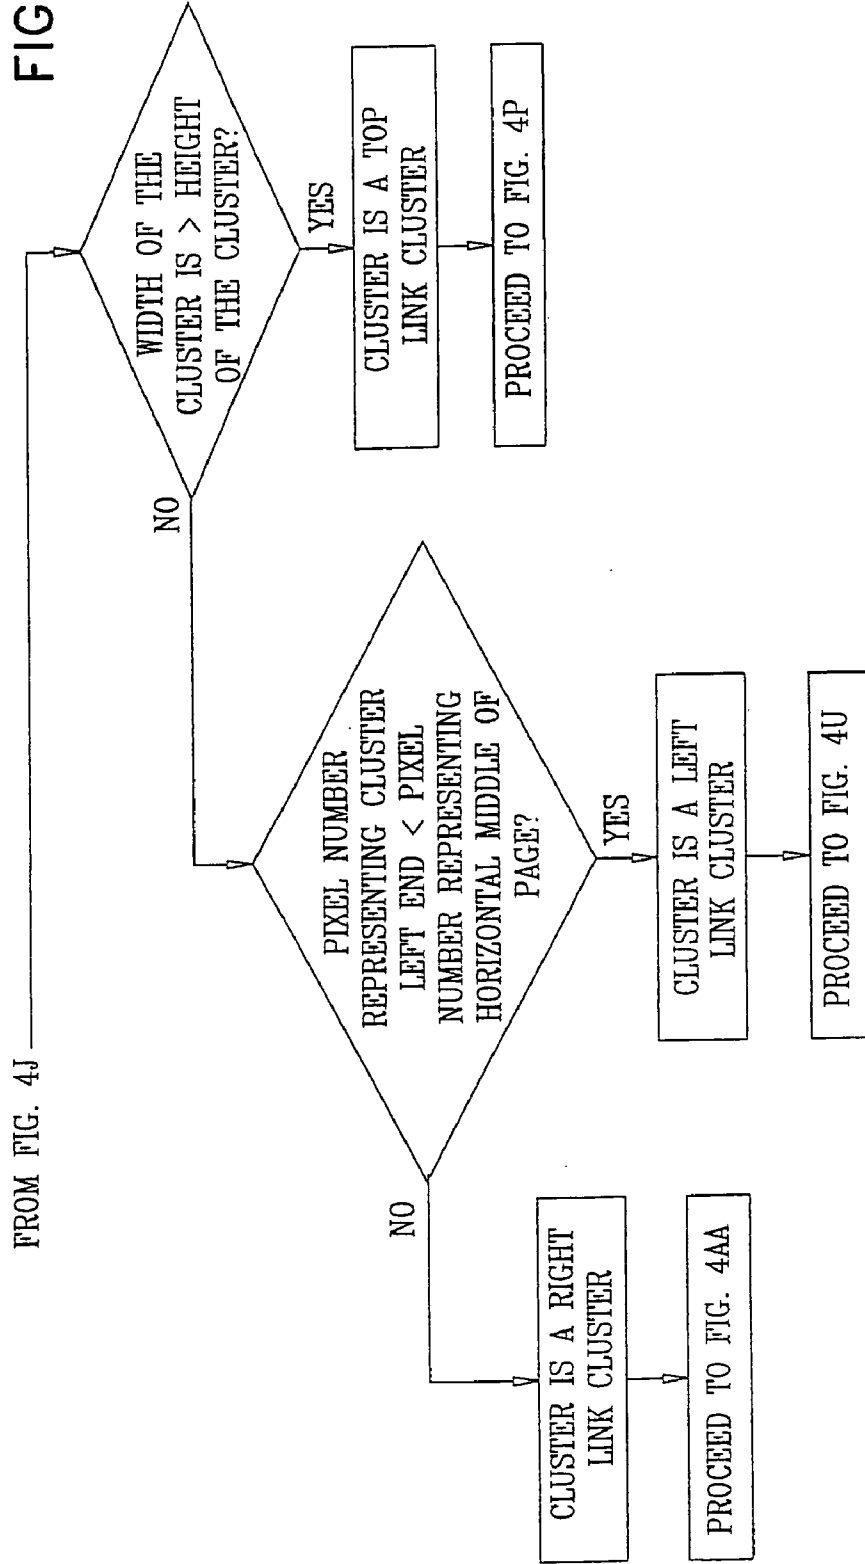 FIG
FROM FIG. 4J
WIDTH OF THE
CLUSTER IS > HEIGHT
OF THE CLUSTER?
YES
NO
CLUSTER IS A TOP
LINK CLUSTER
PROCEED TO FIG. 4P
PIXEL NUMBER
REPRESENTING CLUSTER
LEFT END < PIXEL
NUMBER REPRESENTING
HORIZONTAL MIDDLE OF
PAGE?
YES
NO
CLUSTER IS A LEFT
LINK CLUSTER
PROCEED TO FIG. 4U
CLUSTER IS A RIGHT
LINK CLUSTER
PROCEED TO FIG. 4AA